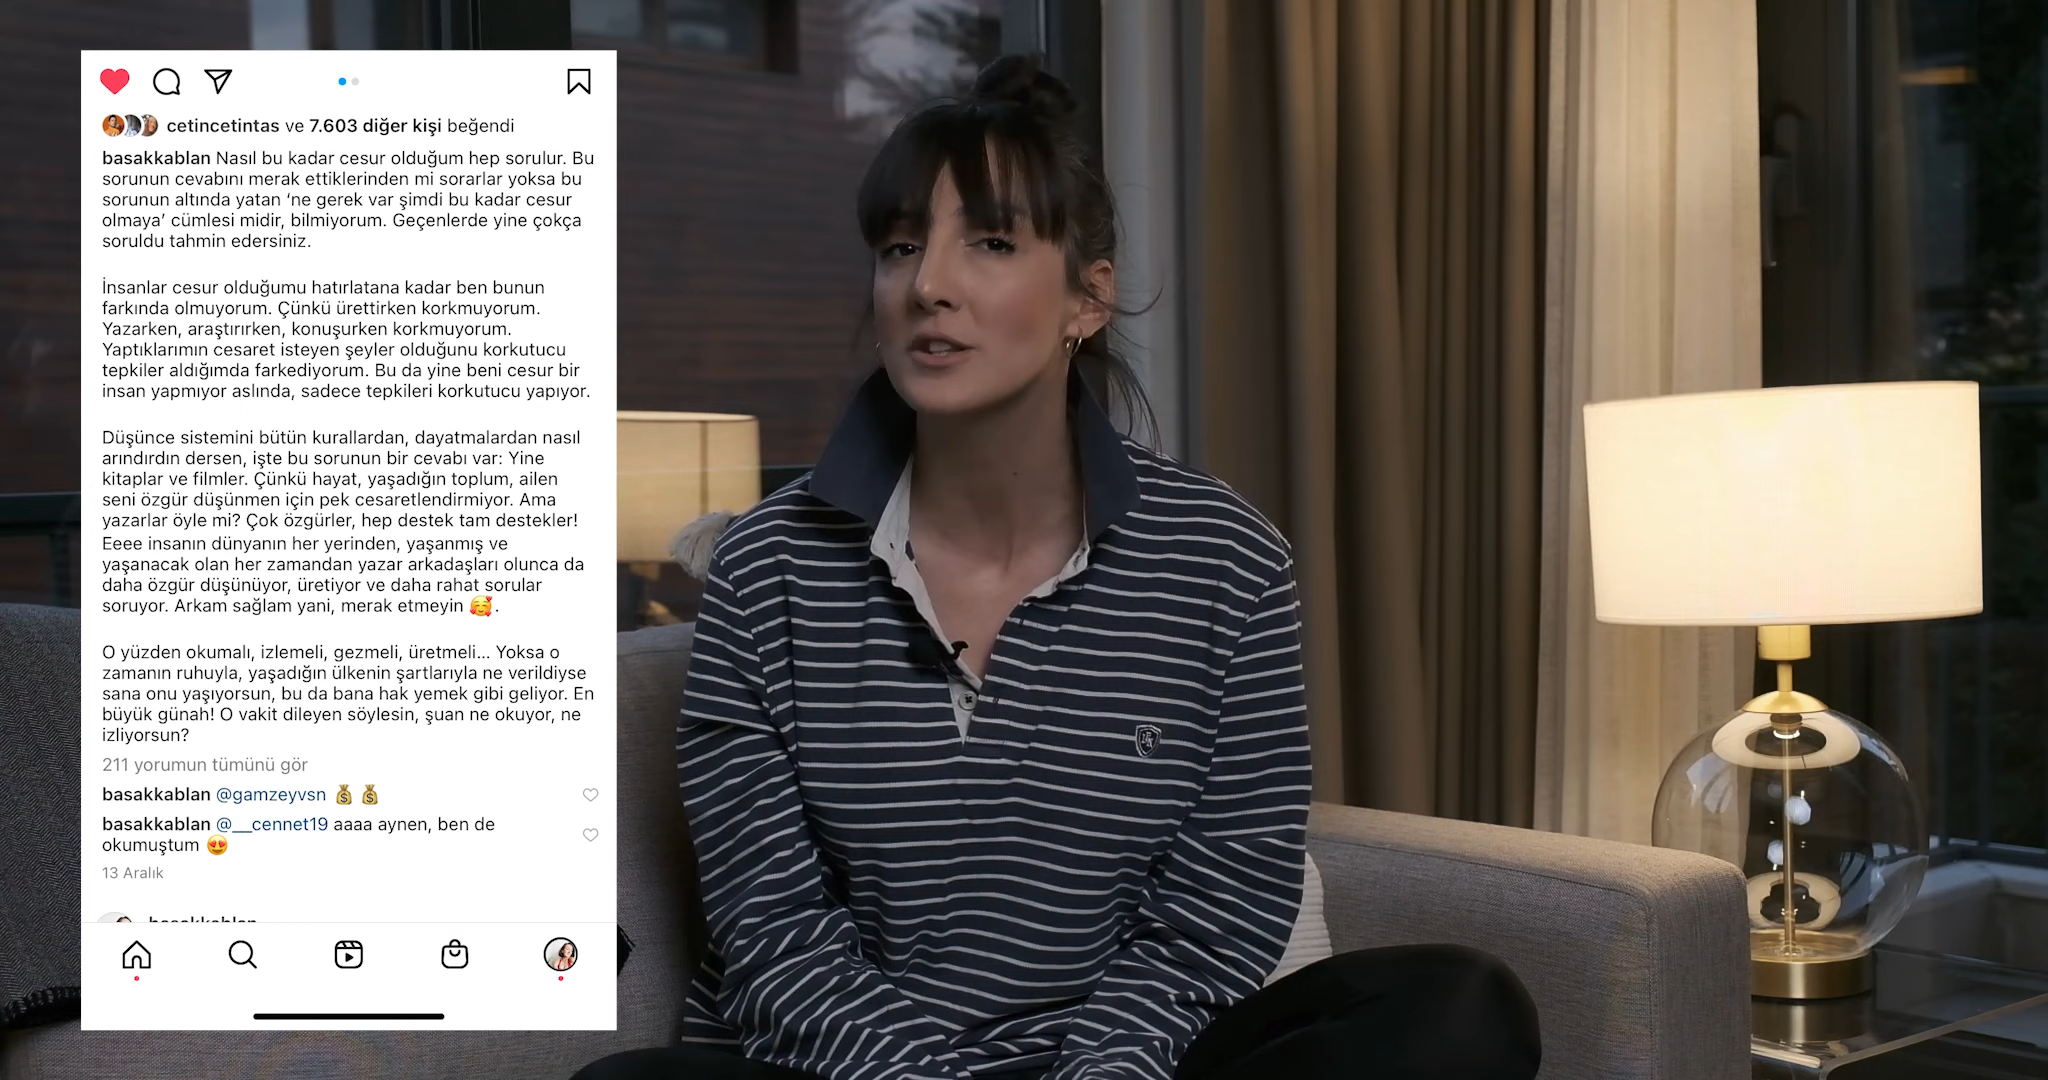 cetincetintas ve 7.603 diğer kişi beğendi
basakkablan Nasıl bu kadar cesur olduğum hep sorulur. Bu
sorunun cevabını merak ettiklerinden mi sorarlar yoksa bu
sorunun altında yatan ‘ne gerek var şimdi bu kadar cesur
olmaya’ cümlesi midir, bilmiyorum. Geçenlerde yine çokça
soruldu tahmin edersiniz.
İnsanlar cesur olduğumu hatırlatana kadar ben bunun
farkında olmuyorum. Çünkü ürettirken korkmuyorum.
Yazarken, araştırırken, konuşurken korkmuyorum.
Yaptıklarımın cesaret isteyen şeyler olduğunu korkutucu
tepkiler aldığımda farkediyorum. Bu da yine beni cesur bir
insan yapmıyor aslında, sadece tepkileri korkutucu yapıyor.
Düşünce sistemini bütün kurallardan, dayatmalardan nasıl
arındırdın dersen, işte bu sorunun bir cevabı var: Yine
kitaplar ve filmler. Çünkü hayat, yaşadığın toplum, ailen
seni özgür düşünmen için pek cesaretlendirmiyor. Ama
yazarlar öyle mi? Çok özgürler, hep destek tam destekler!
Eeee insanın dünyanın her yerinden, yaşanmış ve
yaşanacak olan her zamandan yazar arkadaşları olunca da
daha özgür düşünüyor, üretiyor ve daha rahat sorular
soruyor. Arkam sağlam yani, merak etmeyin 🥰.
O yüzden okumalı, izlemeli, gezmeli, üretmeli... Yoksa o
zamanın ruhuyla, yaşadığın ülkenin şartlarıyla ne verildiyse
sana onu yaşıyorsun, bu da bana hak yemek gibi geliyor. En
büyük günah! O vakit dileyen söylesin, şuan ne okuyor, ne
izliyorsun?
211 yorumun tümünü gör
basakkablan @gamzeyvsn 💰 💰
basakkablan @__cennet19 aaaa aynen, ben de
okumuştum 😍
13 Aralık
basakkablan